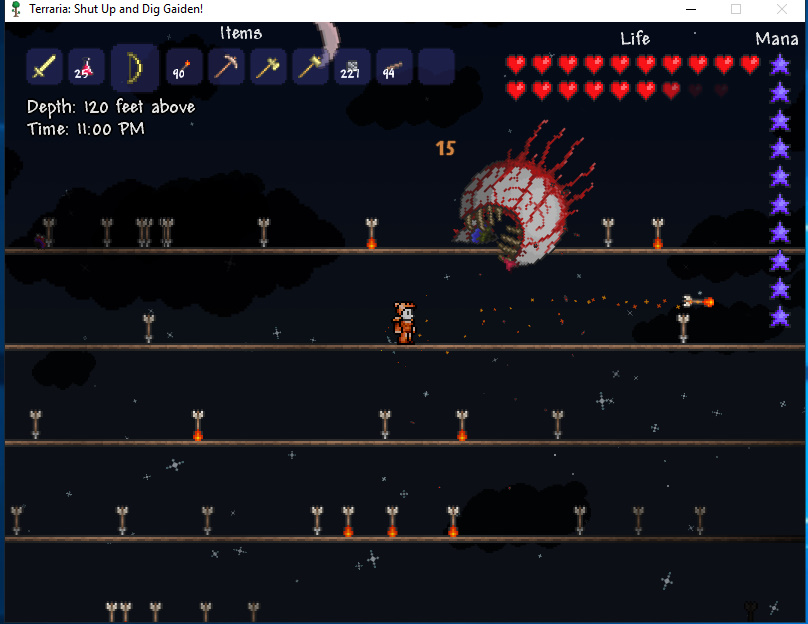 Terraria: Shut Up and Dig Gaiden!
Items
Life
Mana
25
90
227
94
Depth: 120 feet above
Time: 11:00 PM
15